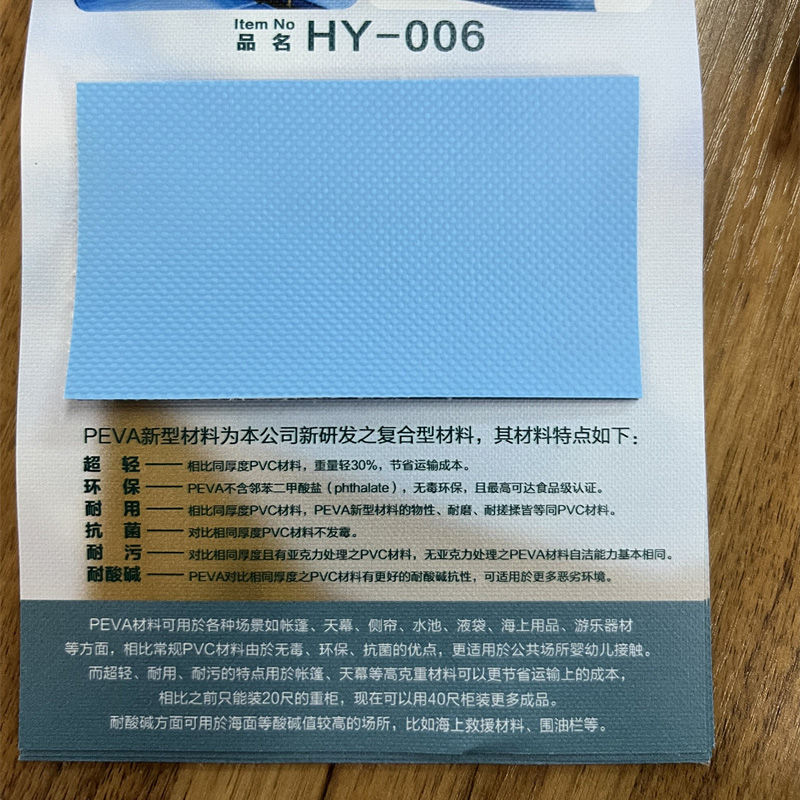 Item No
品 名 HY-006
PEVA新型材料为本公司新研发之复合型材料，其材料特点如下：
超 轻——相比同厚度PVC材料，重量轻30%，节省运输成本。
环 保——PEVA不含邻苯二甲酸盐（phthalate），无毒环保，且最高可达食品级认证。
耐 用——相比同厚度PVC材料，PEVA新型材料的物性、耐磨、耐搓揉皆等同PVC材料。
抗 菌——对比相同厚度PVC材料不发霉。
耐 污——对比相同厚度且有亚克力处理之PVC材料，无亚克力处理之PEVA材料自洁能力基本相同。
耐酸碱——PEVA对比相同厚度之PVC材料有更好的耐酸碱抗性，可适用於更多恶劣环境。
PEVA材料可用於各种场景如帐蓬、天幕、侧帘、水池、液袋、海上用品、游乐器材
等方面，相比常规PVC材料由於无毒、环保、抗菌的优点，更适用於公共场所婴幼儿接触。
而超轻、耐用、耐污的特点用於帐蓬、天幕等高克重材料可以更节省运输上的成本，
相比之前只能装20尺的重柜，现在可以用40尺柜装更多成品。
耐酸碱方面可用於海面等酸碱值较高的场所，比如海上救援材料、围油栏等。